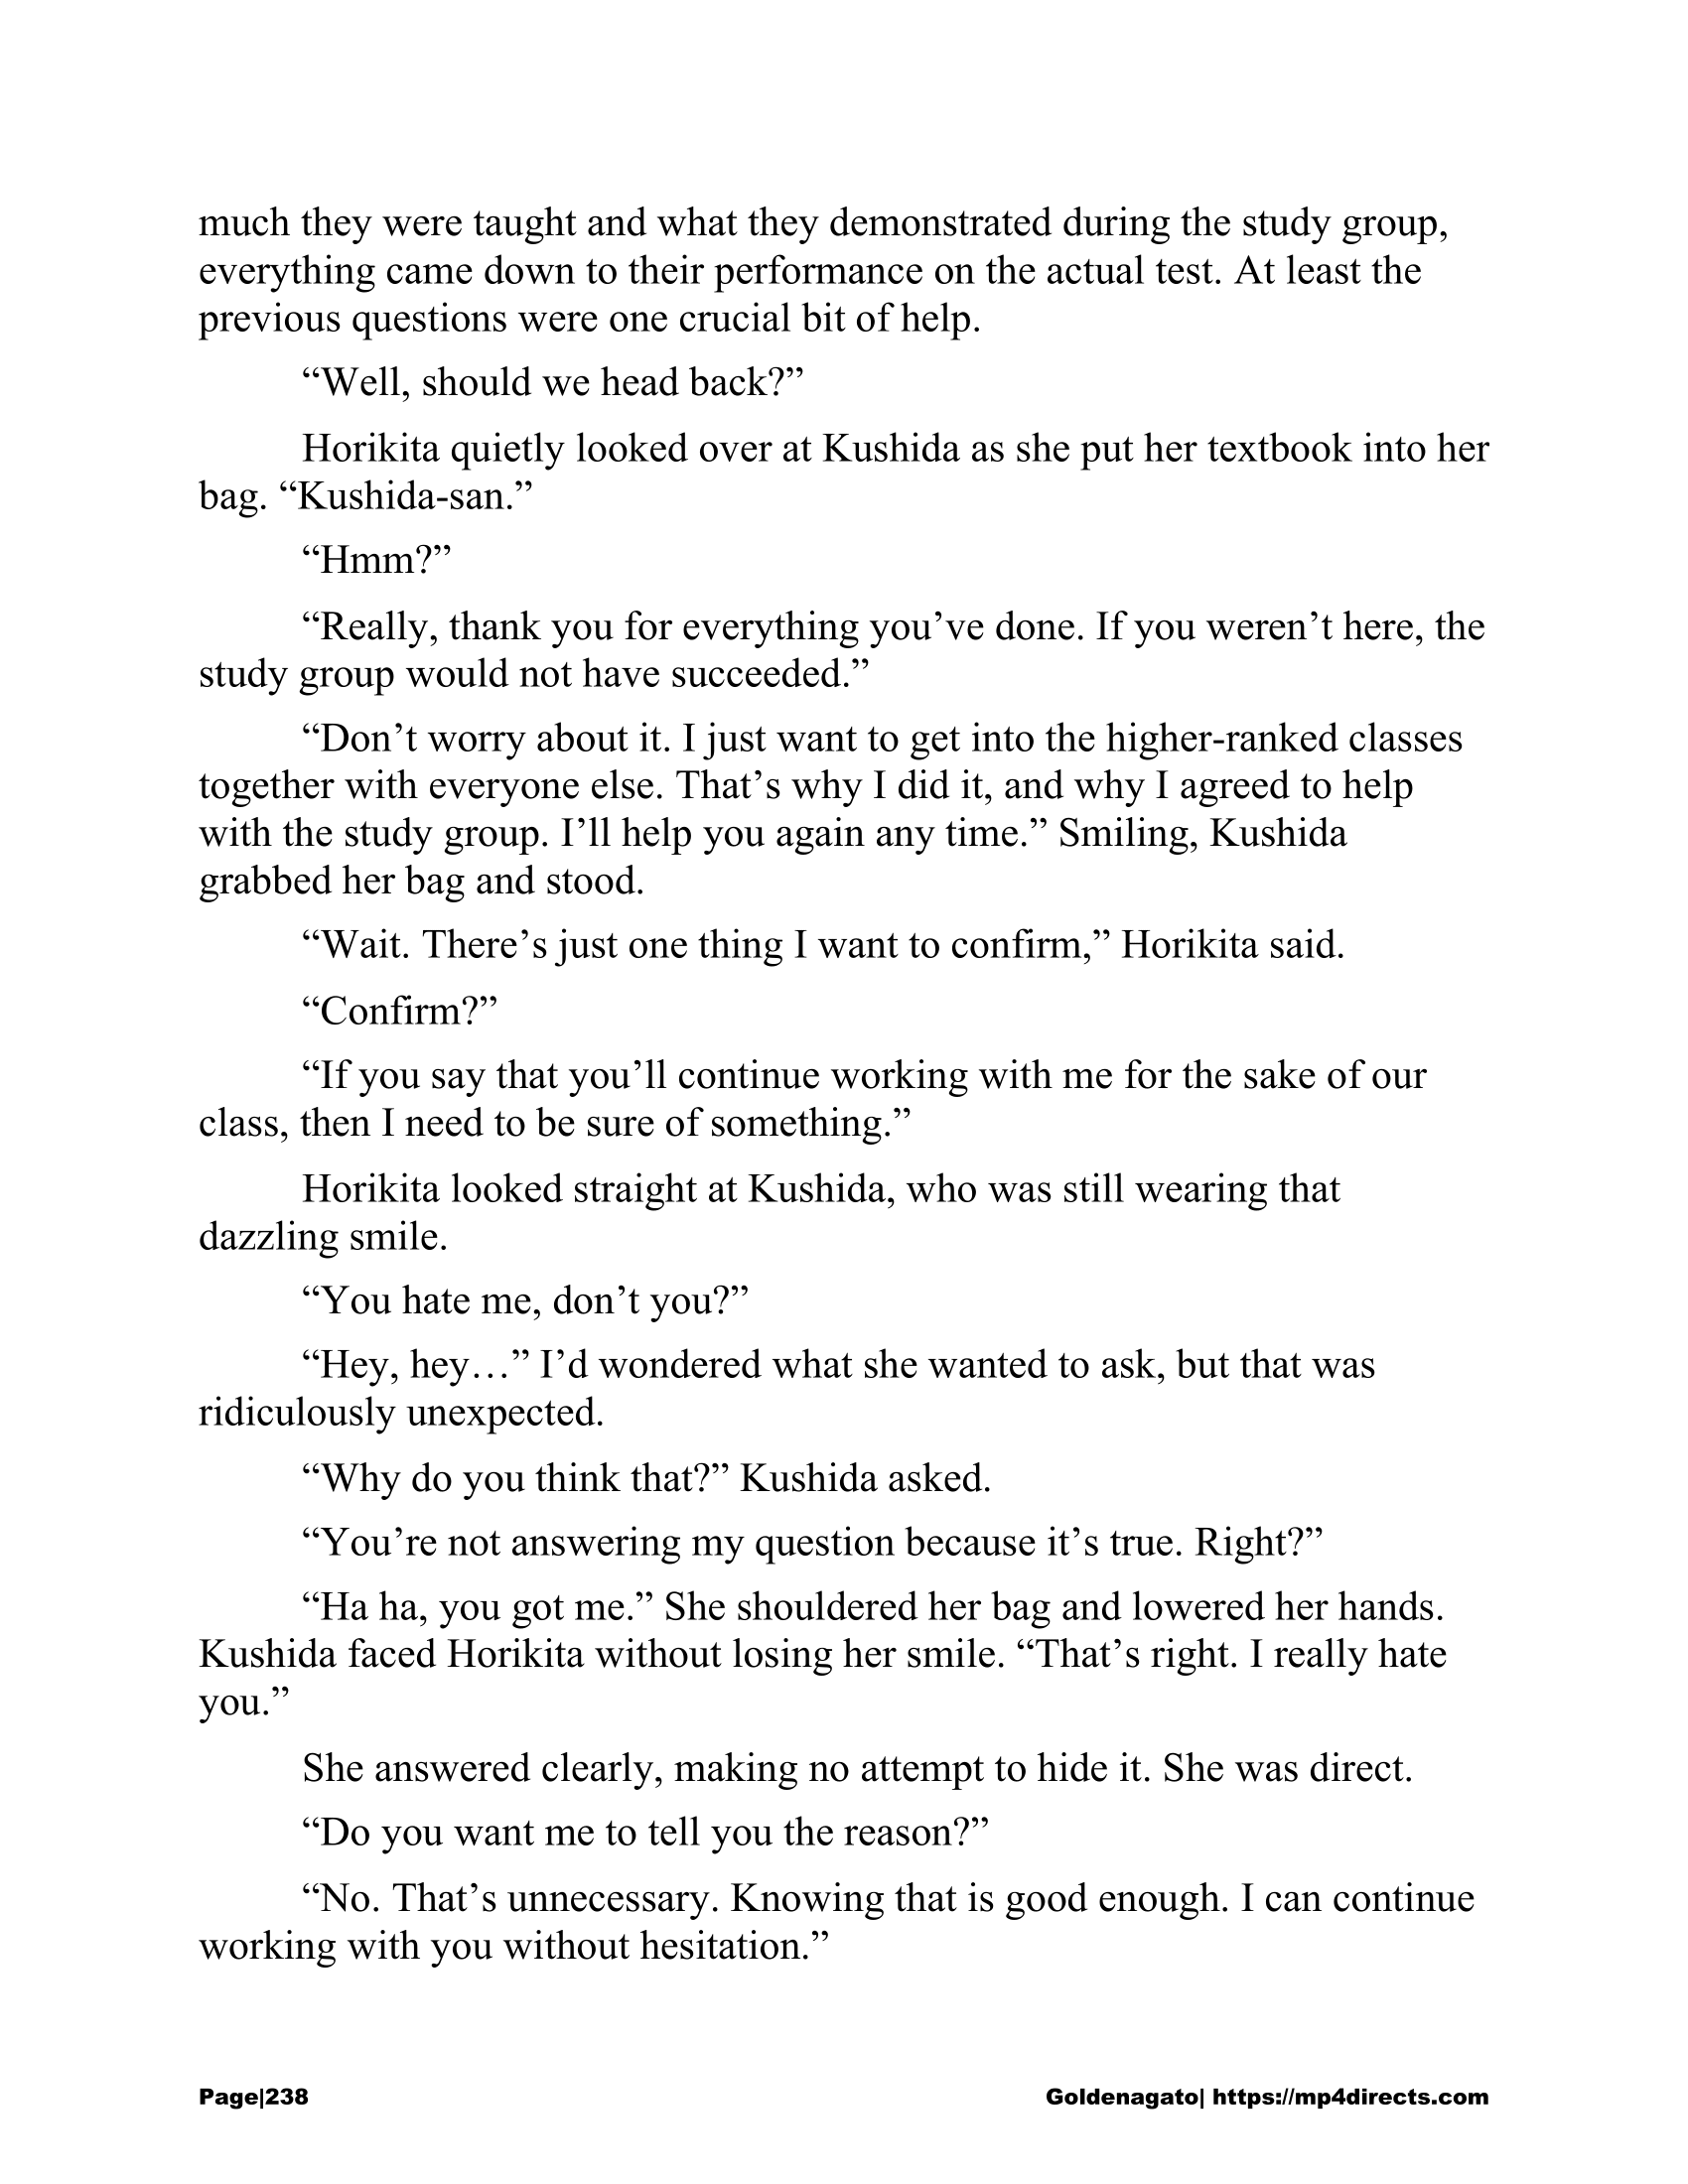 much they were taught and what they demonstrated during the study group,
everything came down to their performance on the actual test. At least the
previous questions were one crucial bit of help.
“Well, should we head back?”
Horikita quietly looked over at Kushida as she put her textbook into her
bag. “Kushida-san.”
“Hmm?”
“Really, thank you for everything you’ve done. If you weren’t here, the
study group would not have succeeded.”
“Don’t worry about it. I just want to get into the higher-ranked classes
together with everyone else. That’s why I did it, and why I agreed to help
with the study group. I’ll help you again any time.” Smiling, Kushida
grabbed her bag and stood.
“Wait. There’s just one thing I want to confirm,” Horikita said.
“Confirm?”
“If you say that you’ll continue working with me for the sake of our
class, then I need to be sure of something.”
Horikita looked straight at Kushida, who was still wearing that
dazzling smile.
“You hate me, don’t you?”
“Hey, hey…” I’d wondered what she wanted to ask, but that was
ridiculously unexpected.
“Why do you think that?” Kushida asked.
“You’re not answering my question because it’s true. Right?”
“Ha ha, you got me.” She shouldered her bag and lowered her hands.
Kushida faced Horikita without losing her smile. “That’s right. I really hate
you.”
She answered clearly, making no attempt to hide it. She was direct.
“Do you want me to tell you the reason?”
“No. That’s unnecessary. Knowing that is good enough. I can continue
working with you without hesitation.”
Page|238
Goldenagato| https://mp4directs.com